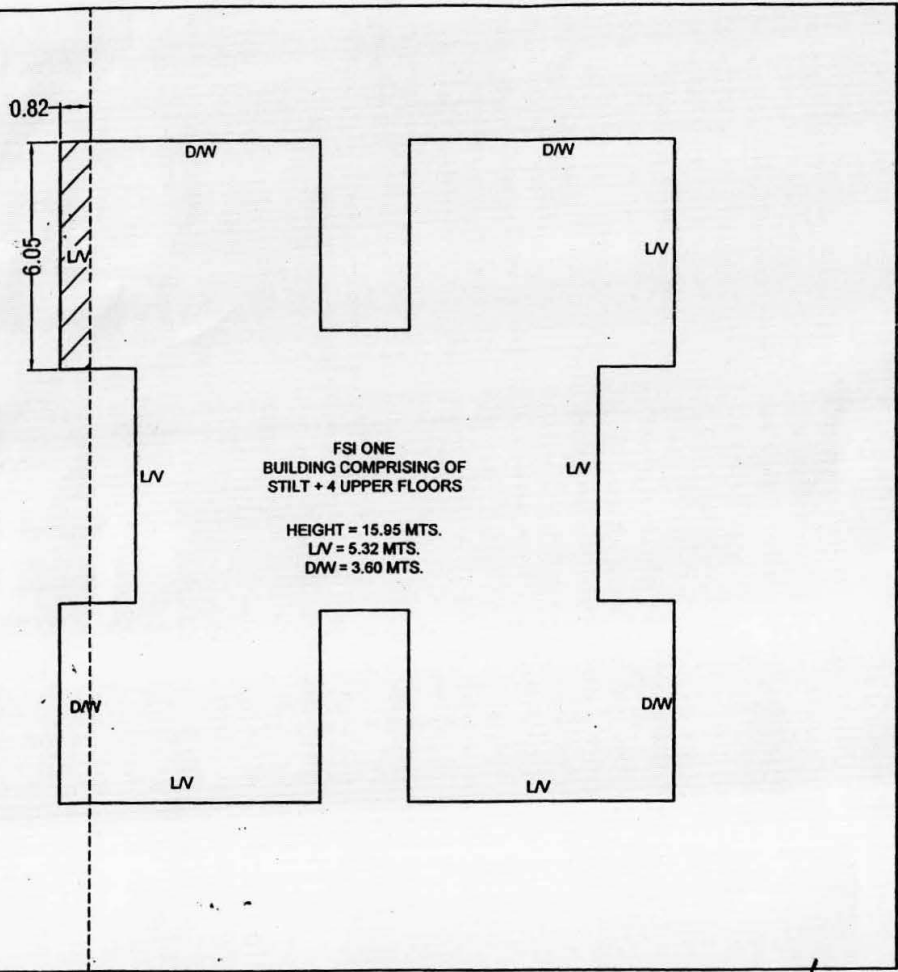 0.82
D/W
D/W
6.05
L/V
L/V
FSI ONE
BUILDING COMPRISING OF
STILT + 4 UPPER FLOORS
L/V
L/V
HEIGHT = 15.95 MTS.
L/V = 5.32 MTS.
D/W = 3.60 MTS.
D/W
D/W
L/V
L/V